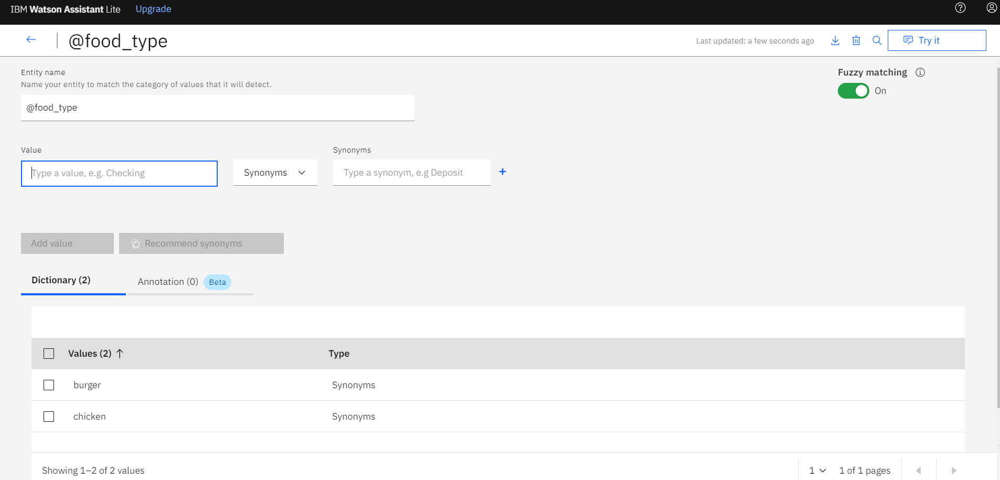 IBM Watson Assistant Lite Upgrade
@food_type
Last updated: a few seconds ago
Try it
Entity name
Name your entity to match the category of values that it will detect.
@food_type
Fuzzy matching
On
Value
Synonyms
Type a value, e.g. Checking
Synonyms
Type a synonym, e.g Deposit
Add value
Recommend synonyms
Dictionary (2)
Annotation (0) Beta
Values (2) Type
burger Synonyms
chicken Synonyms
Showing 1–2 of 2 values
1
1 of 1 pages